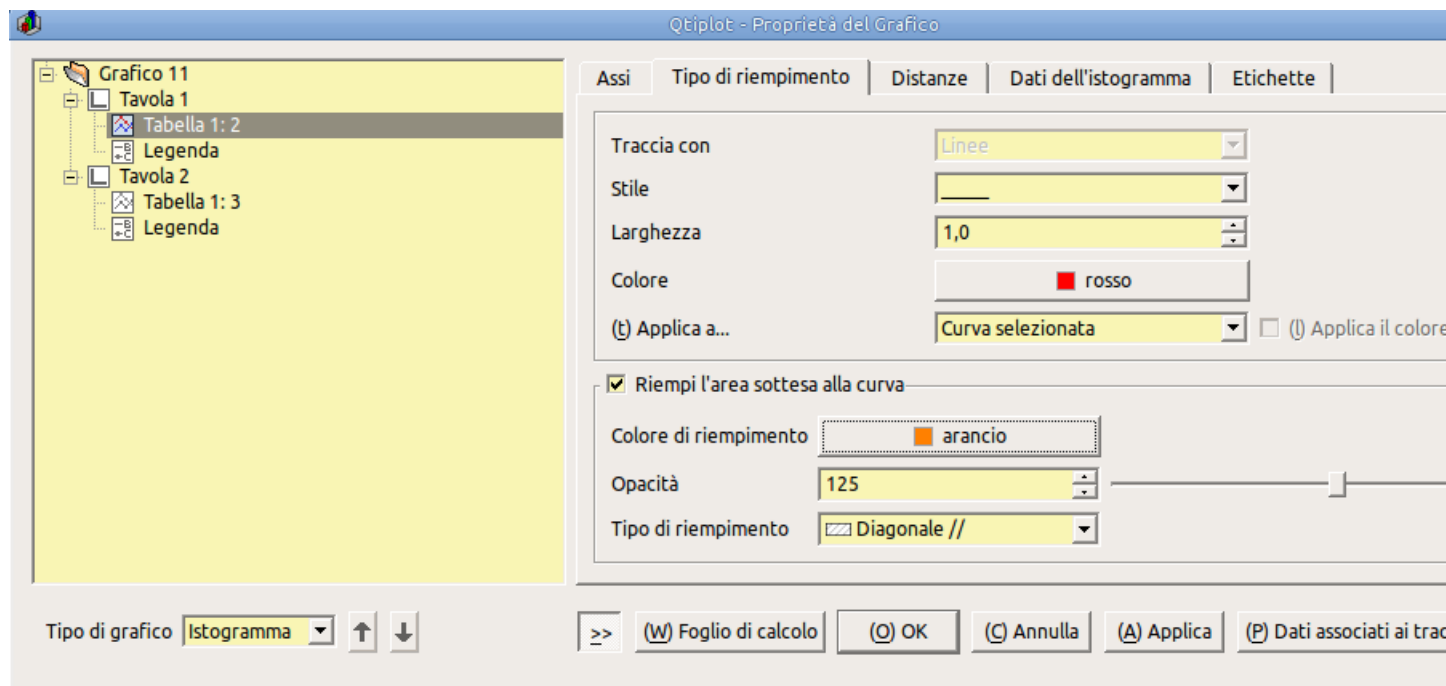 Qtiplot - Proprietà del Grafico
Grafico 11
Tavola 1
Tabella 1: 2
Legenda
Tavola 2
Tabella 1: 3
Legenda
Tipo di grafico Istogramma
Assi Tipo di riempimento Distanze Dati dell'istogramma Etichette
Traccia con Linee
Stile
Larghezza 1,0
Colore rosso
(t) Applica a... Curva selezionata (l) Applica il colore
Riempi l'area sottesa alla curva
Colore di riempimento arancio
Opacità 125
Tipo di riempimento Diagonale //
>> (W) Foglio di calcolo (O) OK (C) Annulla (A) Applica (P) Dati associati ai